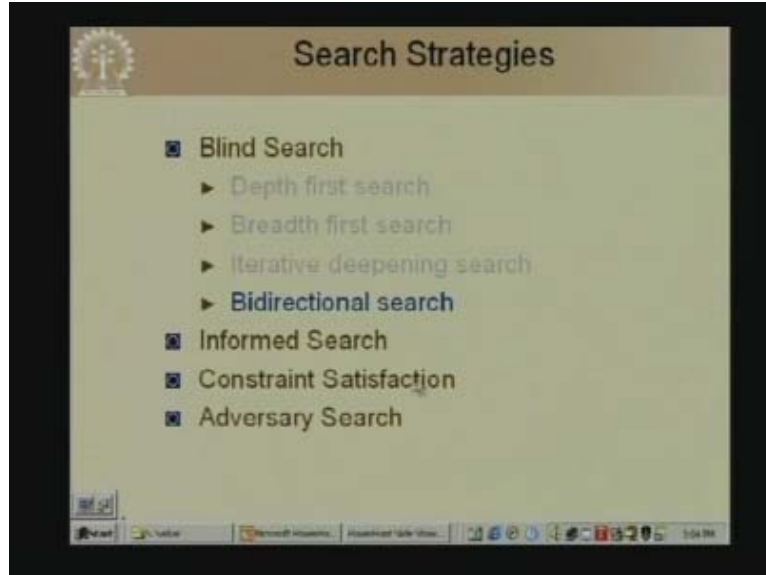 Search Strategies
Blind Search
Depth first search
Breadth first search
Iterative deepening search
Bidirectional search
Informed Search
Constraint Satisfaction
Adversary Search